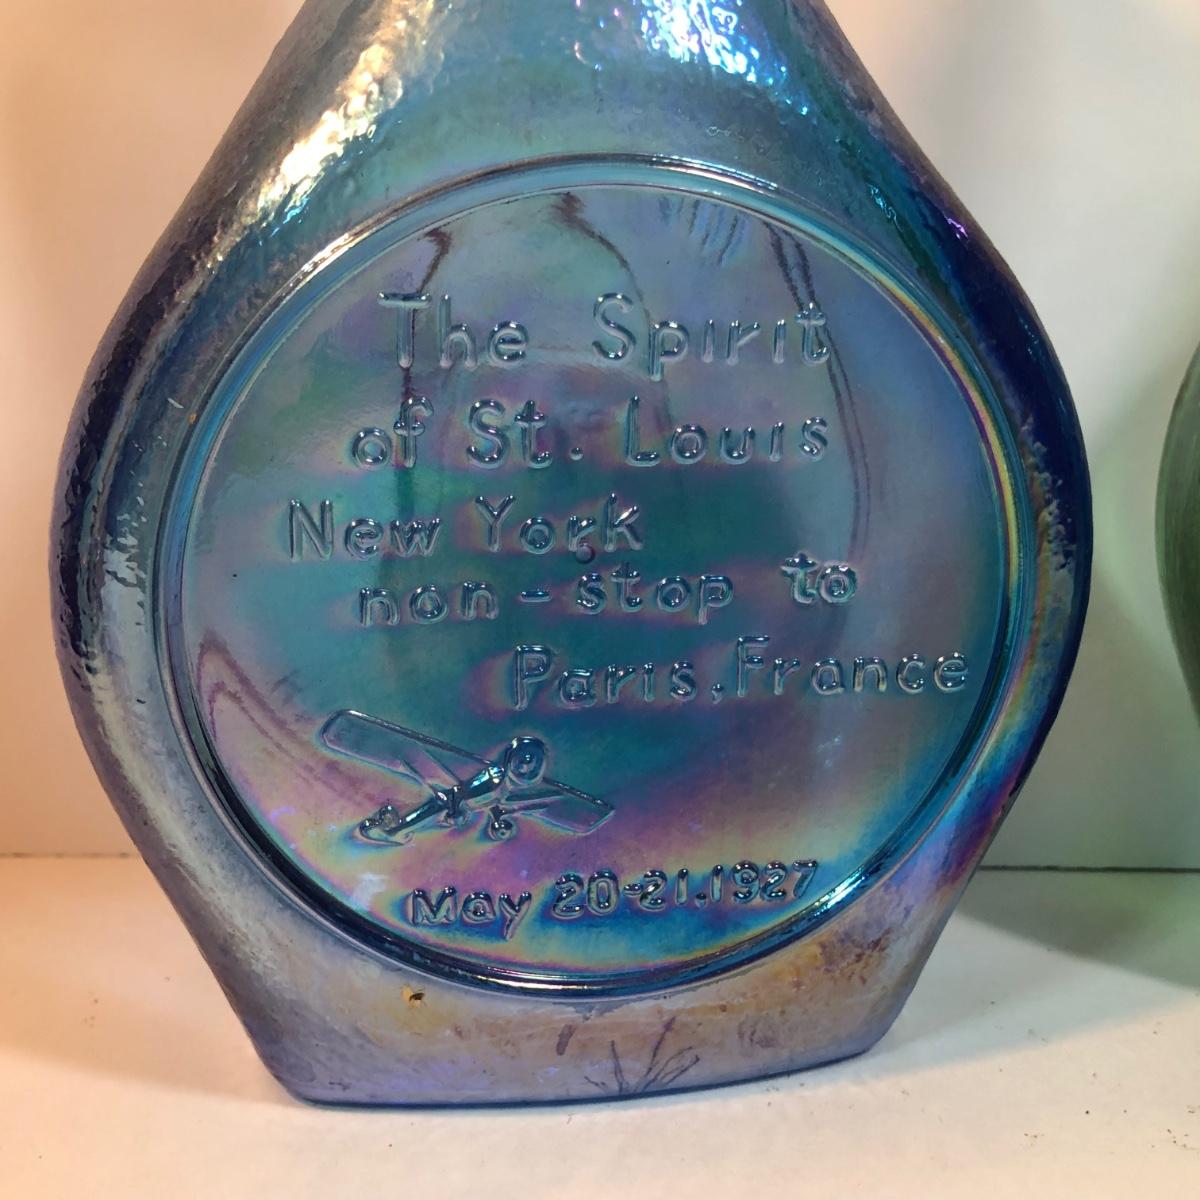 The Spirit
of St. Louis
New York
non-stop to
Paris, France
May 20-21, 1927